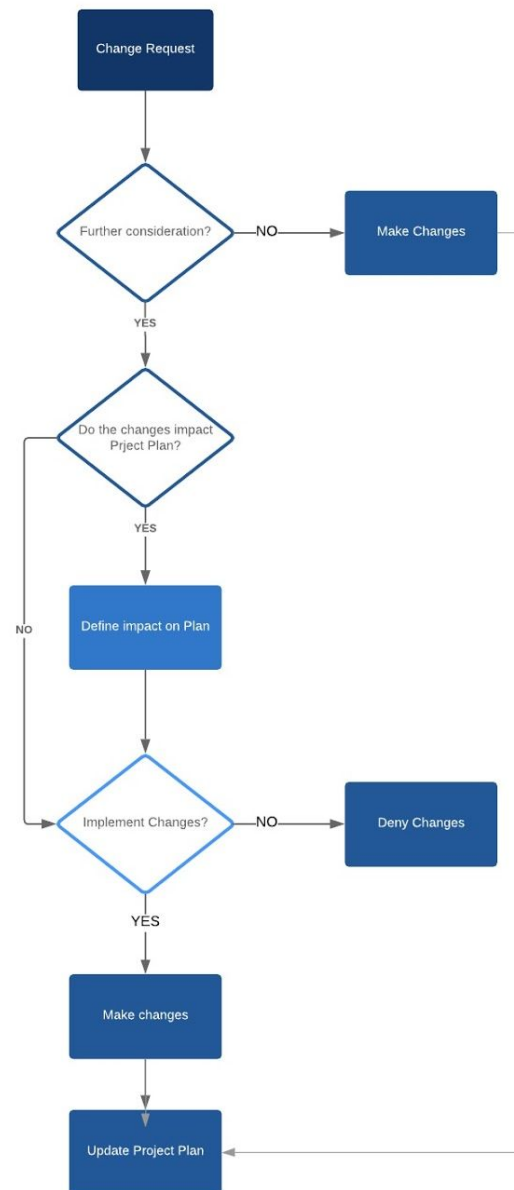 Change Request
Further consideration?
NO
Make Changes
YES
Do the changes impact
Prject Plan?
YES
Define impact on Plan
NO
Implement Changes?
NO
Deny Changes
YES
Make changes
Update Project Plan